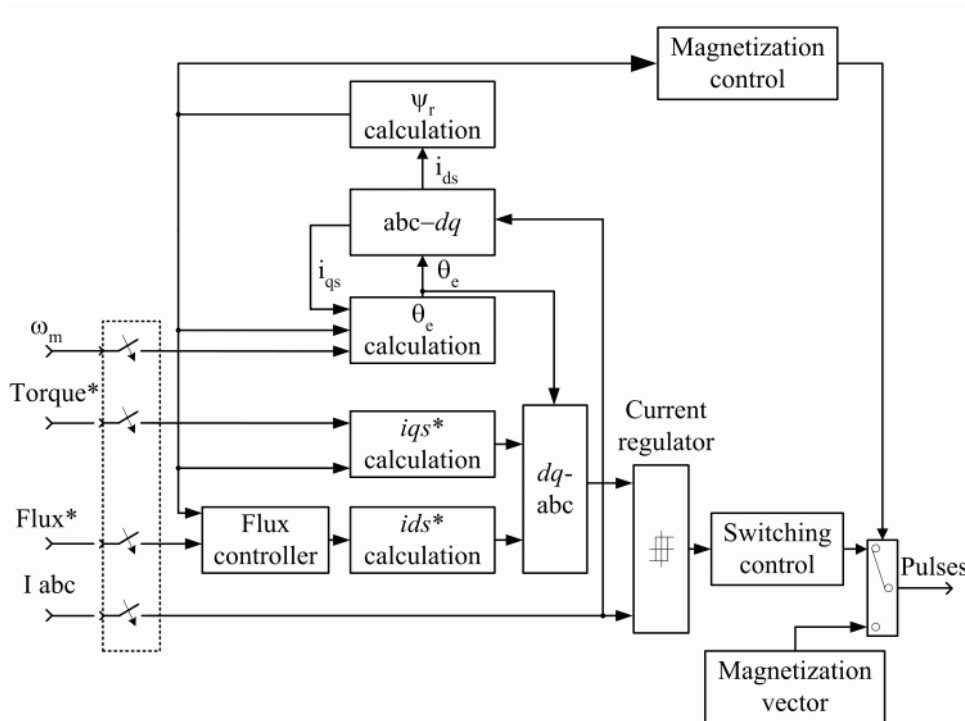 Magnetization
control
ψr
calculation
ids
abc–dq
iqs
θe
θe
calculation
ωm
Torque*
iqs*
calculation
Current
regulator
dq-
abc
Flux*
Flux
controller
ids*
calculation
Switching
control
Pulses
I abc
Magnetization
vector